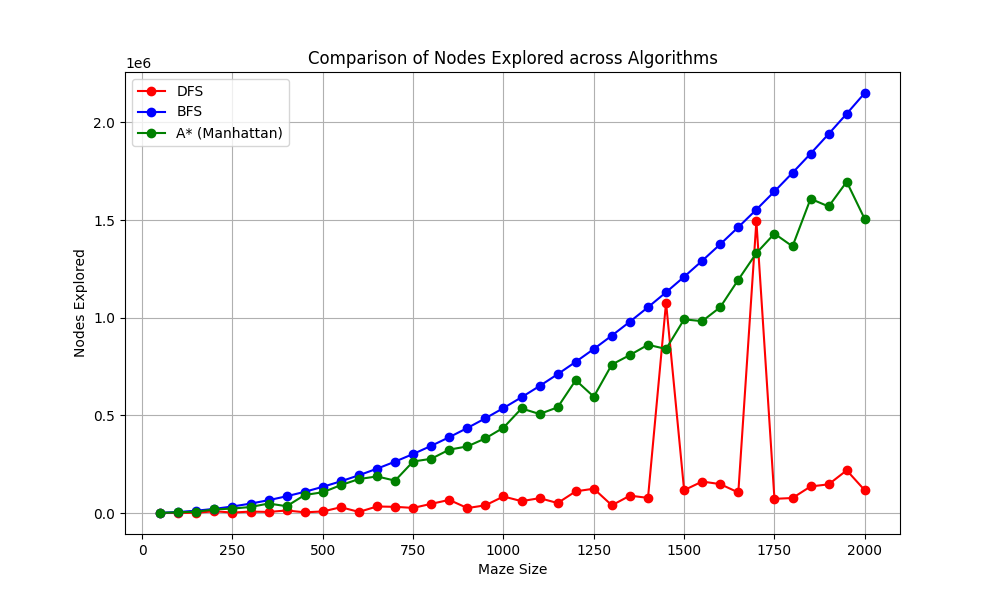 Comparison of Nodes Explored across Algorithms
1e6
DFS
BFS
A* (Manhattan)
2.0
1.5
1.0
0.5
0.0
Nodes Explored
0 250 500 750 1000 1250 1500 1750 2000
Maze Size